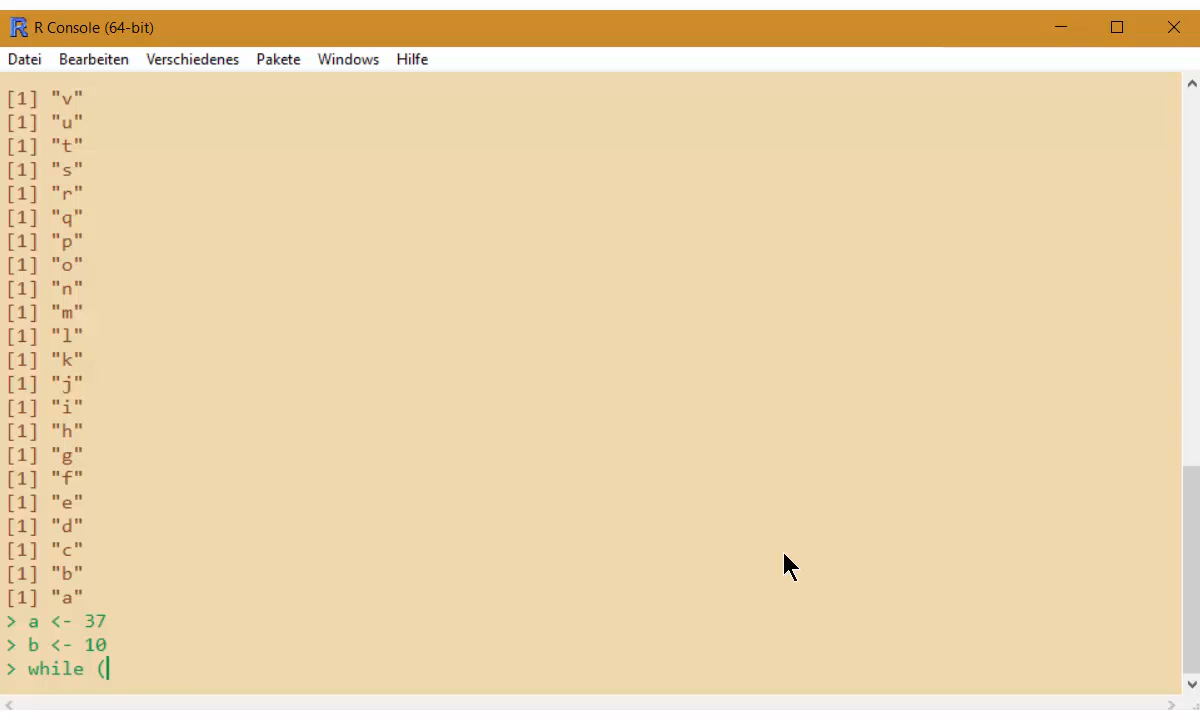 R Console (64-bit)
Datei Bearbeiten Verschiedenes Pakete Windows Hilfe
[1] "v"
[1] "u"
[1] "t"
[1] "s"
[1] "r"
[1] "q"
[1] "p"
[1] "o"
[1] "n"
[1] "m"
[1] "l"
[1] "k"
[1] "j"
[1] "i"
[1] "h"
[1] "g"
[1] "f"
[1] "e"
[1] "d"
[1] "c"
[1] "b"
[1] "a"
> a <- 37
> b <- 10
> while (